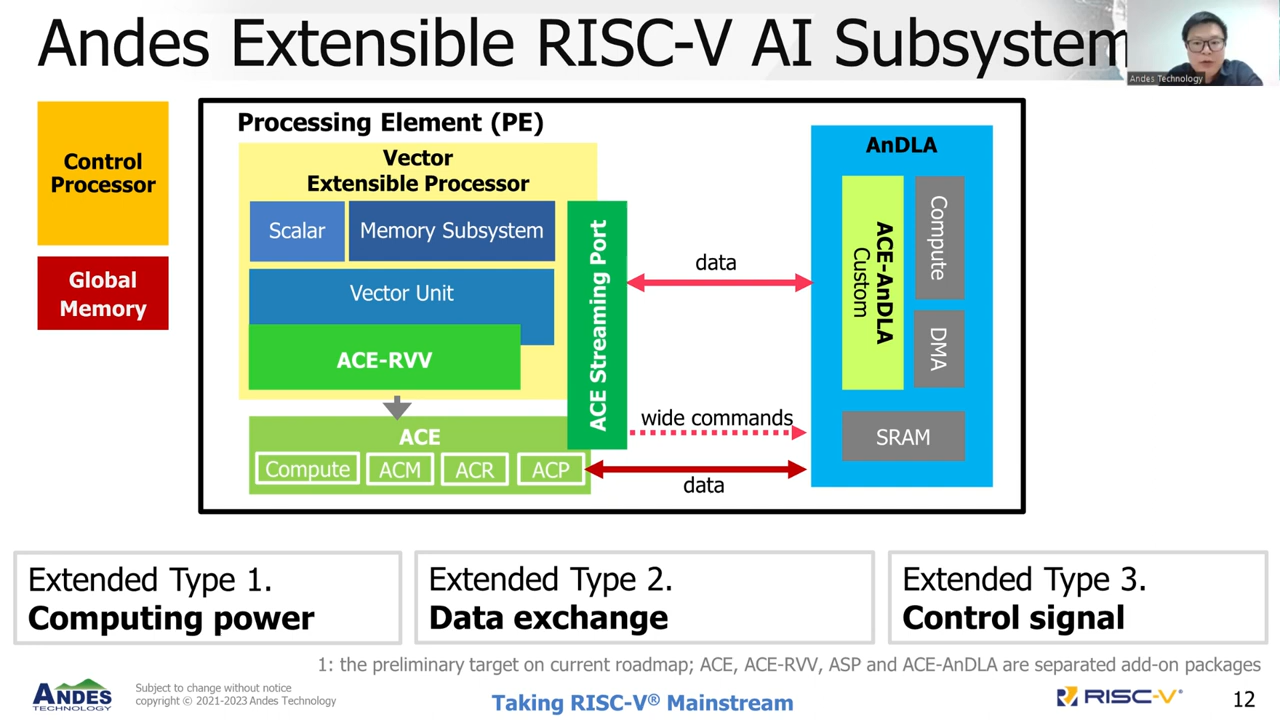 Andes Extensible RISC-V AI Subsystem
Andes Technology
Control
Processor
Global
Memory
Processing Element (PE)
Vector
Extensible Processor
Scalar
Memory Subsystem
Vector Unit
ACE-RVV
ACE Streaming Port
ACE
Compute
ACM
ACR
ACP
data
wide commands
data
AnDLA
ACE-AnDLA
Custom
Compute
DMA
SRAM
Extended Type 1.
Computing power
Extended Type 2.
Data exchange
Extended Type 3.
Control signal
1: the preliminary target on current roadmap; ACE, ACE-RVV, ASP and ACE-AnDLA are separated add-on packages
ANDES
TECHNOLOGY
Subject to change without notice
copyright © 2021-2023 Andes Technology
Taking RISC-V® Mainstream
RISC-V®
12